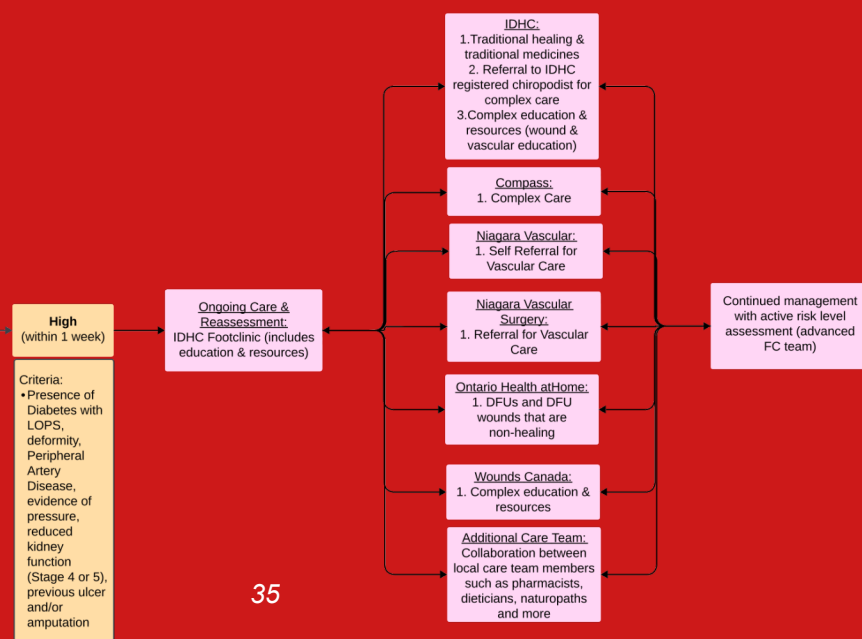 High
(within 1 week)
Criteria:
•Presence of
Diabetes with
LOPS,
deformity,
Peripheral
Artery
Disease,
evidence of
pressure,
reduced
kidney
function
(Stage 4 or 5),
previous ulcer
and/or
amputation
Ongoing Care &
Reassessment:
IDHC Footclinic (includes
education & resources)
IDHC:
1.Traditional healing &
traditional medicines
2. Referral to IDHC
registered chiropodist for
complex care
3.Complex education &
resources (wound &
vascular education)
Compass:
1. Complex Care
Niagara Vascular:
1. Self Referral for
Vascular Care
Niagara Vascular
Surgery:
1. Referral for Vascular
Care
Ontario Health atHome:
1. DFUs and DFU
wounds that are
non-healing
Wounds Canada:
1. Complex education &
resources
Additional Care Team:
Collaboration between
local care team members
such as pharmacists,
dieticians, naturopaths
and more
Continued management
with active risk level
assessment (advanced
FC team)
35